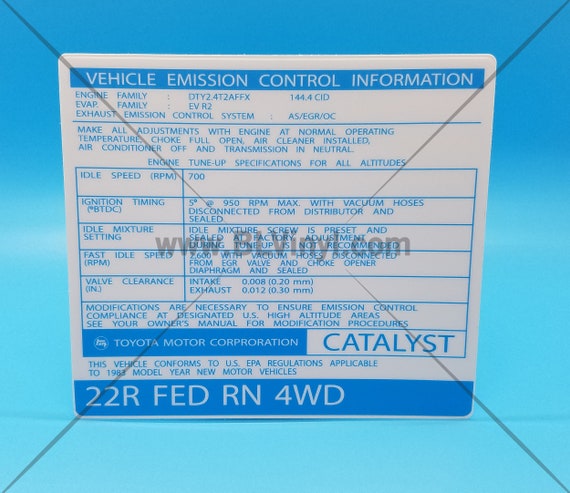 VEHICLE EMISSION CONTROL INFORMATION
ENGINE FAMILY : DTY2.4T2AFFX 144.4 CID
EVAP. FAMILY : EV R2
EXHAUST EMISSION CONTROL SYSTEM : AS/EGR/OC
MAKE ALL ADJUSTMENTS WITH ENGINE AT NORMAL OPERATING
TEMPERATURE, CHOKE FULL OPEN, AIR CLEANER INSTALLED,
AIR CONDITIONER OFF AND TRANSMISSION IN NEUTRAL.
ENGINE TUNE-UP SPECIFICATIONS FOR ALL ALTITUDES
IDLE SPEED (RPM) 700
IGNITION TIMING 5° @ 950 RPM MAX. WITH VACUUM HOSES
(°BTDC) DISCONNECTED FROM DISTRIBUTOR AND
SEALED.
IDLE MIXTURE IDLE MIXTURE SCREW IS PRESET AND
SETTING SEALED AT FACTORY. ADJUSTMENT
DURING TUNE-UP IS NOT RECOMMENDED
www.BLVinyl.com
FAST IDLE SPEED 2,600 WITH VACUUM HOSES DISCONNECTED
(RPM) FROM EGR VALVE AND CHOKE OPENER
DIAPHRAGM AND SEALED
VALVE CLEARANCE INTAKE 0.008 (0.20 mm)
(IN.) EXHAUST 0.012 (0.30 mm)
MODIFICATIONS ARE NECESSARY TO ENSURE EMISSION CONTROL
COMPLIANCE AT DESIGNATED U.S. HIGH ALTITUDE AREAS
SEE YOUR OWNER'S MANUAL FOR MODIFICATION PROCEDURES
TOYOTA MOTOR CORPRORATION CATALYST
THIS VEHICLE CONFORMS TO U.S. EPA REGULATIONS APPLICABLE
TO 1983 MODEL YEAR NEW MOTOR VEHICLES
22R FED RN 4WD